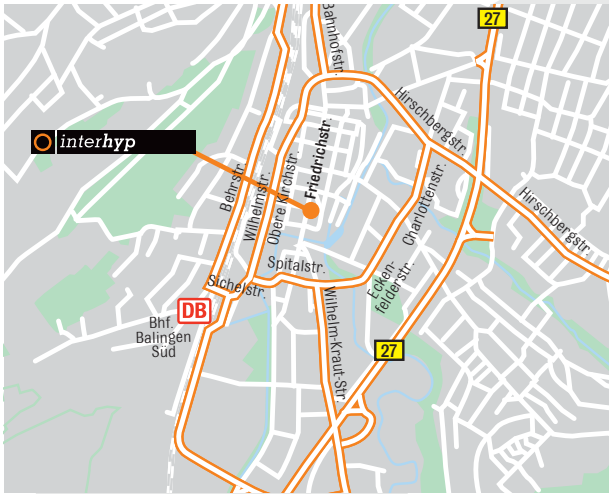 27
Bahnhofstr.
Hirschbergstr.
interhyp
Friedrichstr.
Behrstr.
Wilhelmstr.
Obere Kirchstr.
Charlottenstr.
Hirschbergstr.
Spitalstr.
Sichelstr.
Ecken-
felderstr.
DB
Bhf.
Balingen
Süd
Wilhelm-Kraut-Str.
27